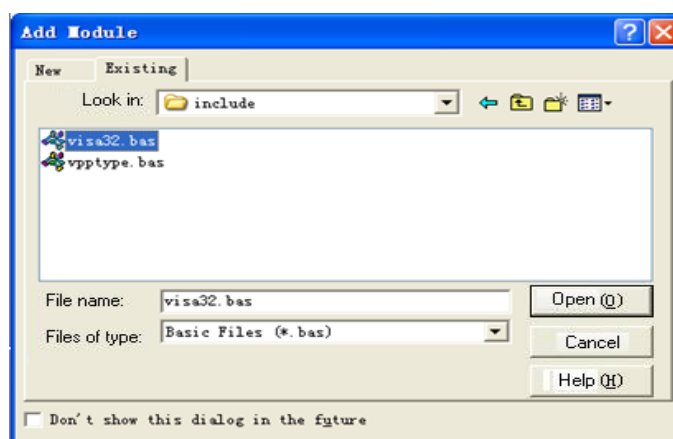 Add Module
New Existing
Look in: include
visa32.bas
vpptype.bas
File name: visa32.bas Open (O)
Files of type: Basic Files (*.bas)
Cancel
Help (H)
Don't show this dialog in the future